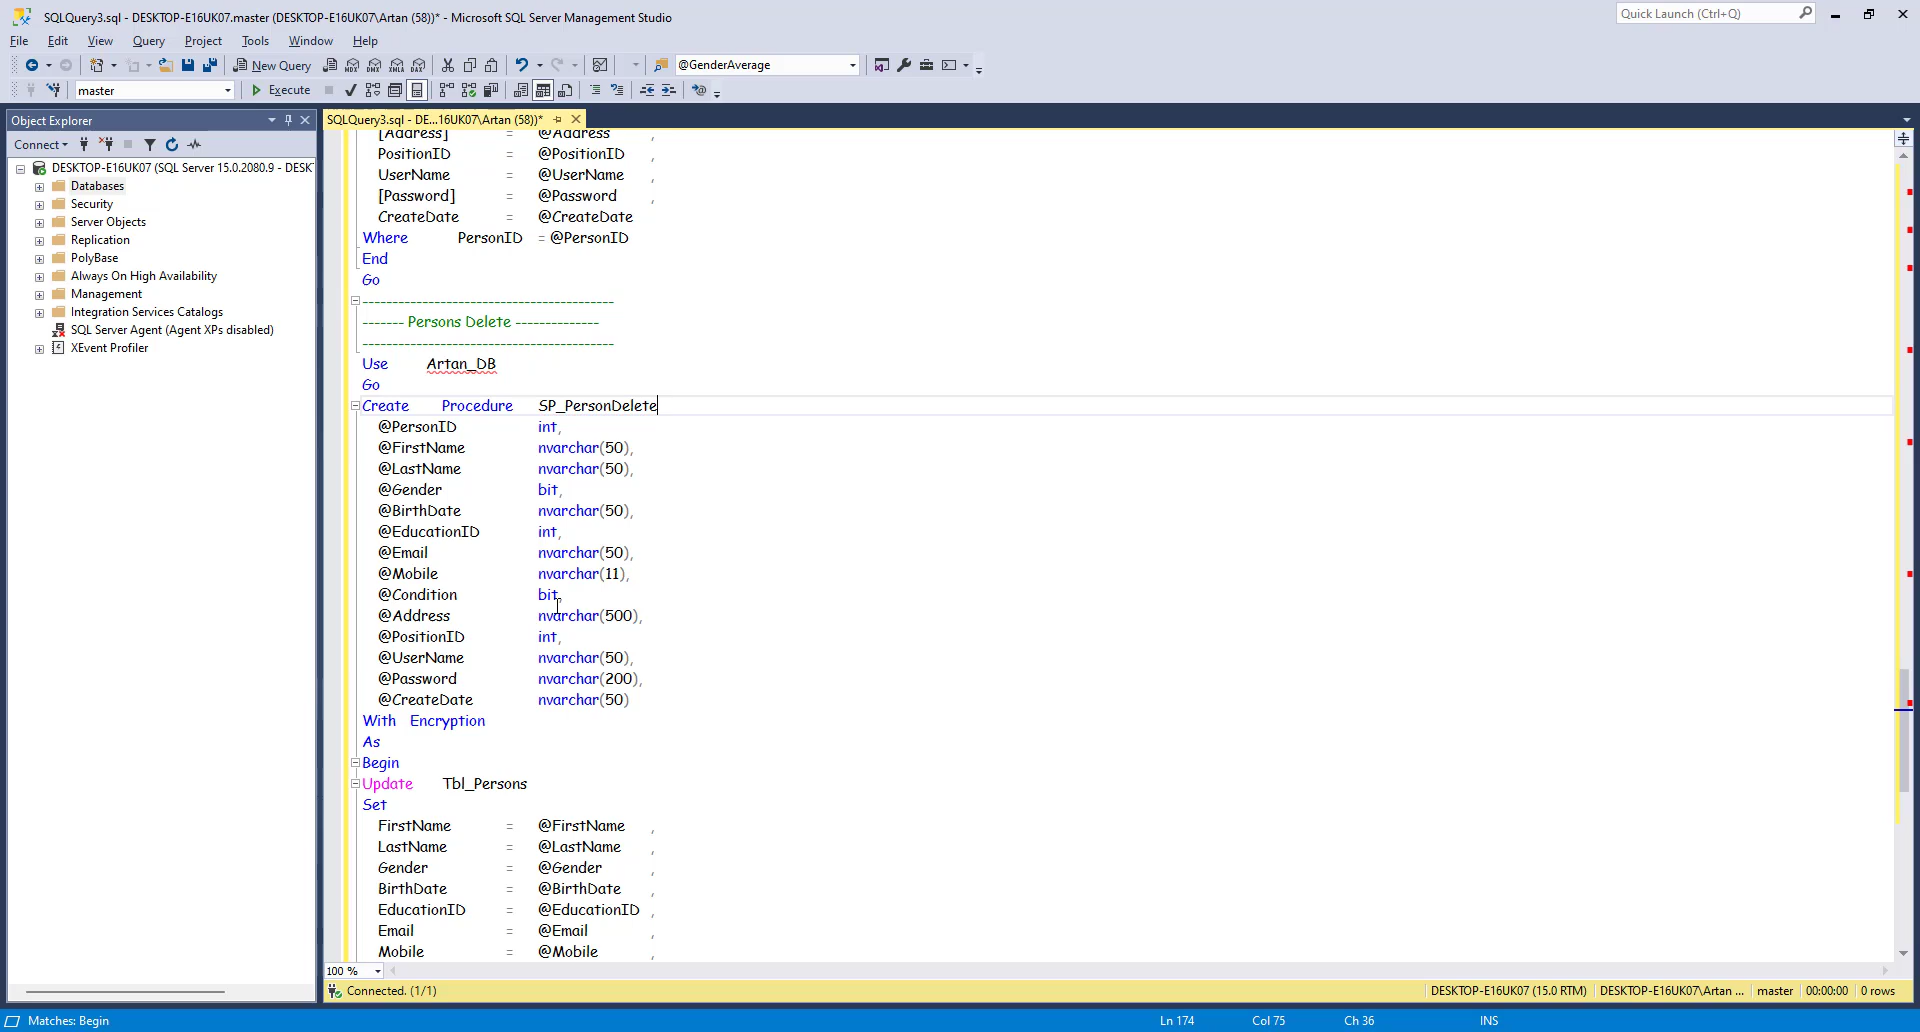 SQLQuery3.sql - DESKTOP-E16UK07.master (DESKTOP-E16UK07\Artan (58))* - Microsoft SQL Server Management Studio
Quick Launch (Ctrl+Q)
File Edit View Query Project Tools Window Help
New Query MDX DMX XMLA DAX @GenderAverage
master Execute
Object Explorer
SQLQuery3.sql - DE...16UK07\Artan (58))*
Connect
DESKTOP-E16UK07 (SQL Server 15.0.2080.9 - DESK
Databases
Security
Server Objects
Replication
PolyBase
Always On High Availability
Management
Integration Services Catalogs
SQL Server Agent (Agent XPs disabled)
XEvent Profiler
[Address] = @Address ,
PositionID = @PositionID ,
UserName = @UserName ,
[Password] = @Password ,
CreateDate = @CreateDate
Where PersonID = @PersonID
End
Go
------------------------------------------
------- Persons Delete --------------
------------------------------------------
Use Artan_DB
Go
Create Procedure SP_PersonDelete
@PersonID int,
@FirstName nvarchar(50),
@LastName nvarchar(50),
@Gender bit,
@BirthDate nvarchar(50),
@EducationID int,
@Email nvarchar(50),
@Mobile nvarchar(11),
@Condition bit,
@Address nvarchar(500),
@PositionID int,
@UserName nvarchar(50),
@Password nvarchar(200),
@CreateDate nvarchar(50)
With Encryption
As
Begin
Update Tbl_Persons
Set
FirstName = @FirstName ,
LastName = @LastName ,
Gender = @Gender ,
BirthDate = @BirthDate ,
EducationID = @EducationID ,
Email = @Email ,
Mobile = @Mobile ,
100 %
Connected. (1/1)
DESKTOP-E16UK07 (15.0 RTM) DESKTOP-E16UK07\Artan ... master 00:00:00 0 rows
Matches: Begin
Ln 174 Col 75 Ch 36 INS